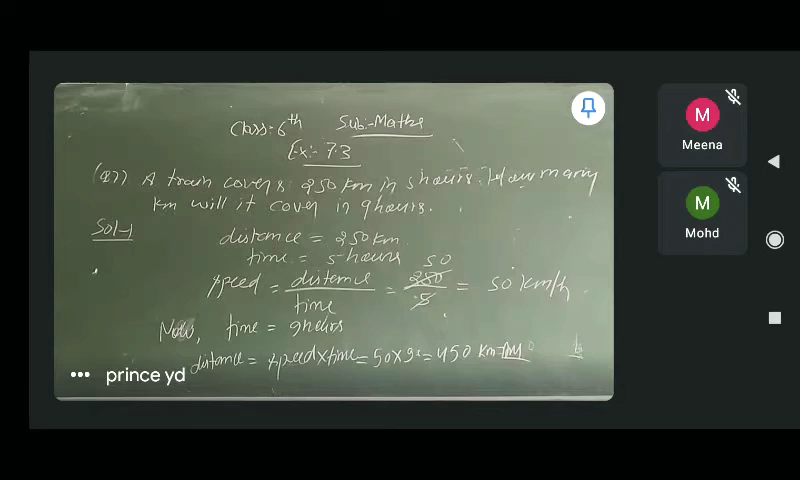 Class:- 6th Sub:- Maths
Ex:- 7.3
(Q7) A train covers 250 km in 5 hours. How many
km will it cover in 9 hours.
Sol-)
distance = 250 km.
time = 5-hours
50
speed = distance / time = 250 / 5 = 50 km/h
Now, time = 9 hours
distance = speed x time = 50 x 9 = 450 km
prince yd
M
Meena
M
Mohd